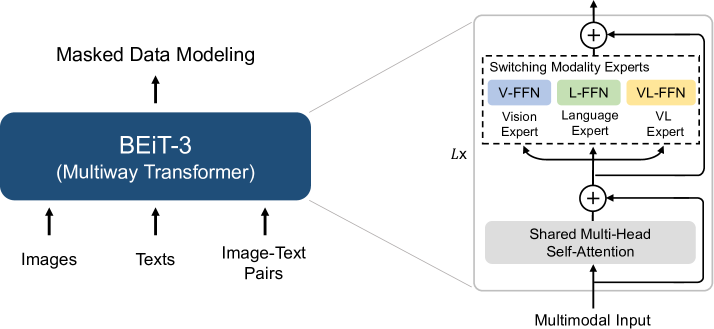 Masked Data Modeling
BEiT-3
(Multiway Transformer)
Images
Texts
Image-Text
Pairs
Switching Modality Experts
V-FFN
L-FFN
VL-FFN
Vision
Expert
Language
Expert
VL
Expert
Lx
Shared Multi-Head
Self-Attention
Multimodal Input